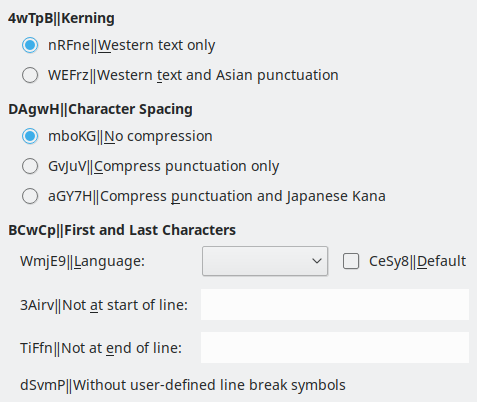 4wTpB‖Kerning
nRFne‖Western text only
WEFrz‖Western text and Asian punctuation
DAgwH‖Character Spacing
mboKG‖No compression
GvJuV‖Compress punctuation only
aGY7H‖Compress punctuation and Japanese Kana
BCwCp‖First and Last Characters
WmjE9‖Language: CeSy8‖Default
3Airv‖Not at start of line:
TiFfn‖Not at end of line:
dSvmP‖Without user-defined line break symbols